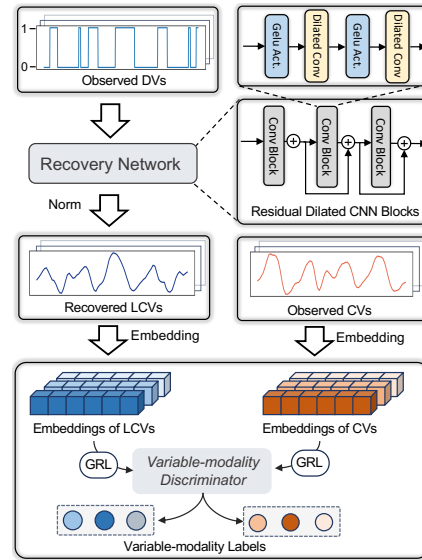 1
0
Observed DVs
Gelu Act.
Dilated Conv
Gelu Act.
Dilated Conv
Recovery Network
Conv Block
Conv Block
Conv Block
Residual Dilated CNN Blocks
Norm
Recovered LCVs
Observed CVs
Embedding
Embedding
Embeddings of LCVs
Embeddings of CVs
GRL
Variable-modality
Discriminator
GRL
Variable-modality Labels